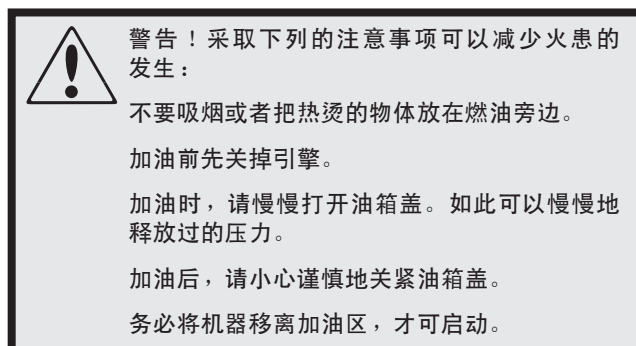 警告！采取下列的注意事项可以减少火患的
发生：
不要吸烟或者把热烫的物体放在燃油旁边。
加油前先关掉引擎。
加油时，请慢慢打开油箱盖。如此可以慢慢地
释放过的压力。
加油后，请小心谨慎地关紧油箱盖。
务必将机器移离加油区，才可启动。